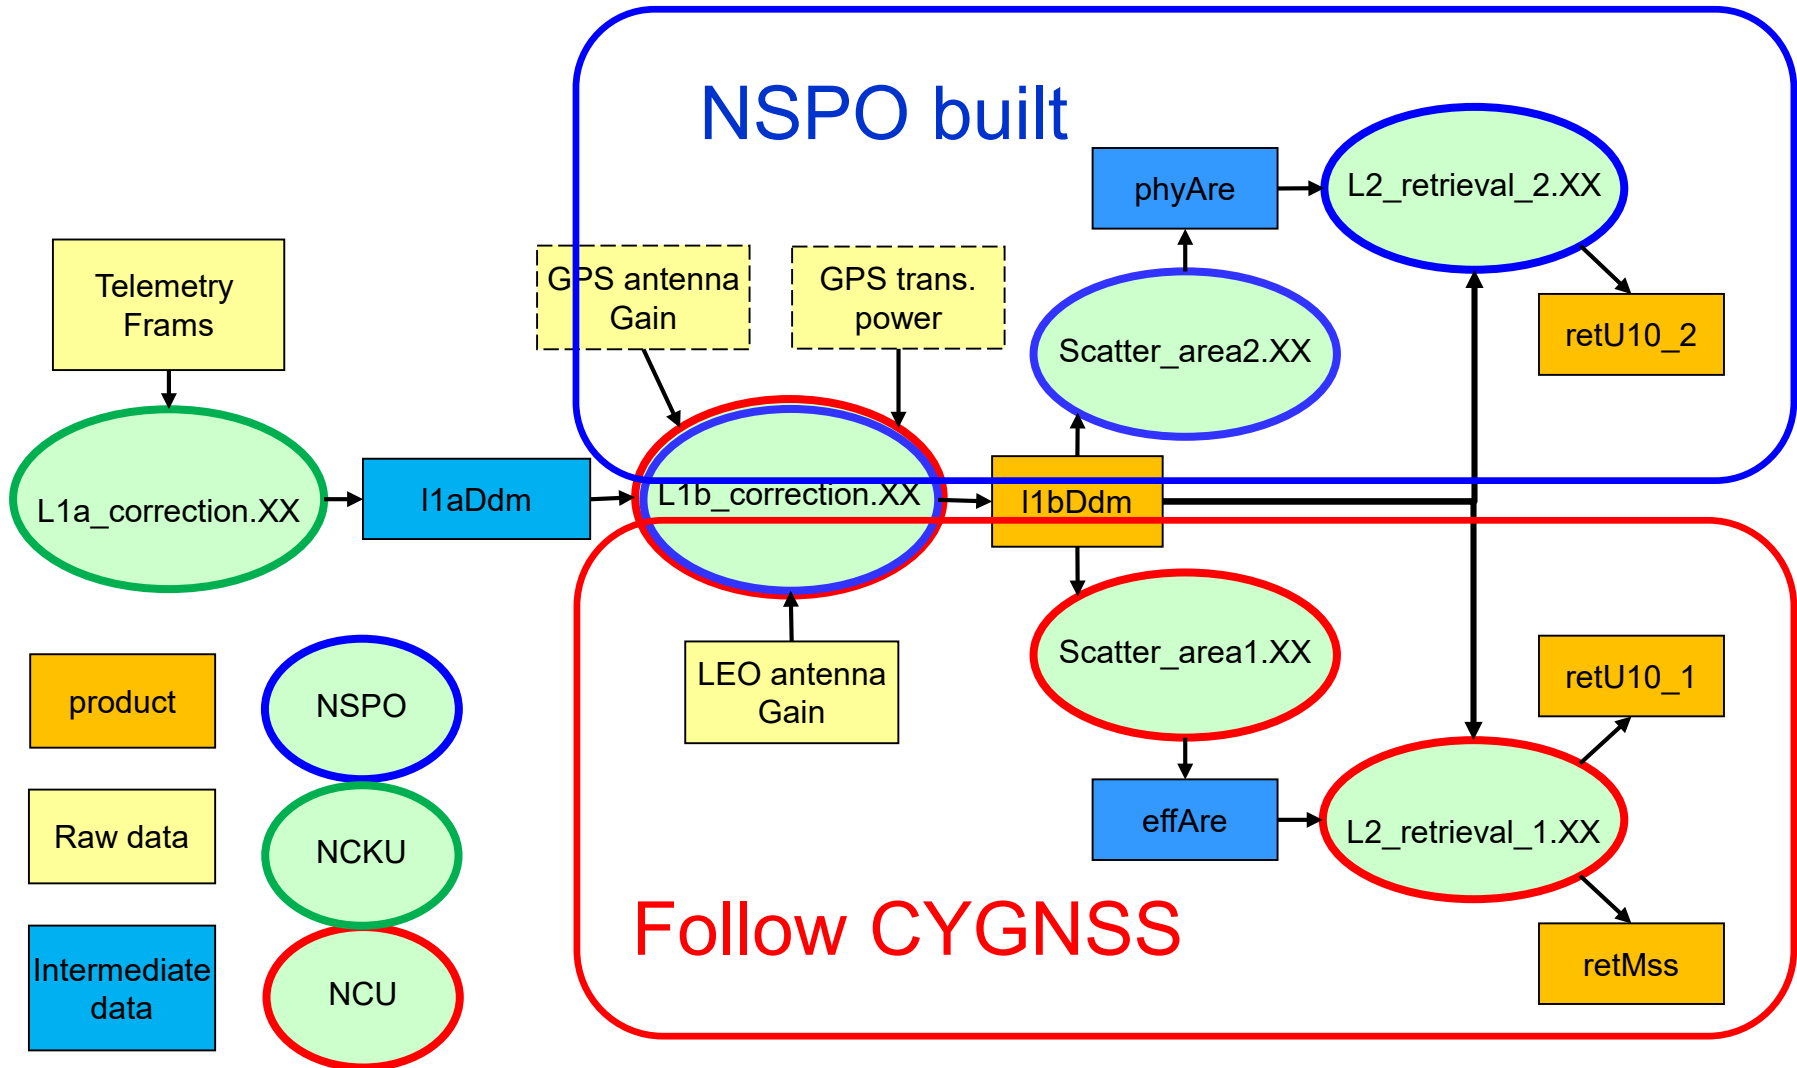 NSPO built
phyAre
L2_retrieval_2.XX
Telemetry
Frams
GPS antenna
Gain
GPS trans.
power
Scatter_area2.XX
retU10_2
L1a_correction.XX
l1aDdm
L1b_correction.XX
l1bDdm
Scatter_area1.XX
LEO antenna
Gain
retU10_1
product
NSPO
effAre
L2_retrieval_1.XX
Raw data
NCKU
Follow CYGNSS
retMss
Intermediate
data
NCU